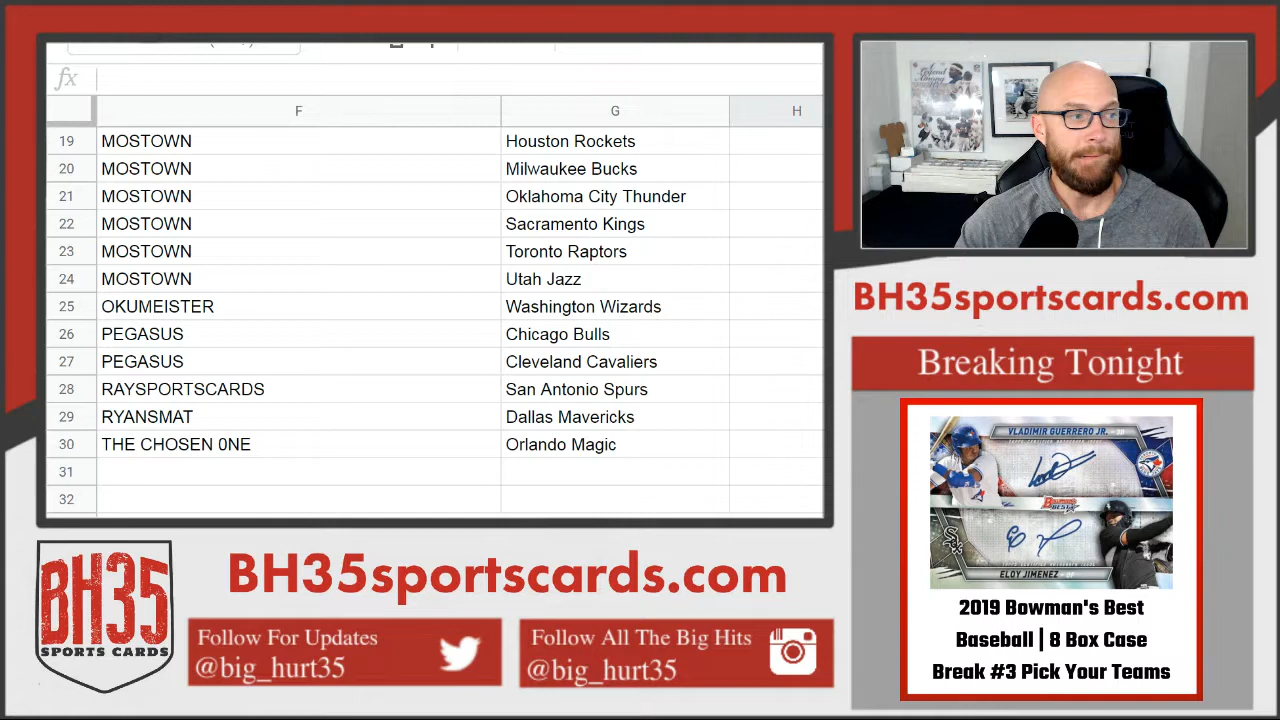 fx
F G H
19 MOSTOWN Houston Rockets
20 MOSTOWN Milwaukee Bucks
21 MOSTOWN Oklahoma City Thunder
22 MOSTOWN Sacramento Kings
23 MOSTOWN Toronto Raptors
24 MOSTOWN Utah Jazz
25 OKUMEISTER Washington Wizards
26 PEGASUS Chicago Bulls
27 PEGASUS Cleveland Cavaliers
28 RAYSPORTSCARDS San Antonio Spurs
29 RYANSMAT Dallas Mavericks
30 THE CHOSEN 0NE Orlando Magic
31
32
BH35
SPORTS CARDS
BH35sportscards.com
Follow For Updates
@big_hurt35
Follow All The Big Hits
@big_hurt35
BH35sportscards.com
Breaking Tonight
VLADIMIR GUERRERO JR.
BOWMAN'S
BEST
ELOY JIMENEZ - OF
2019 Bowman's Best
Baseball | 8 Box Case
Break #3 Pick Your Teams